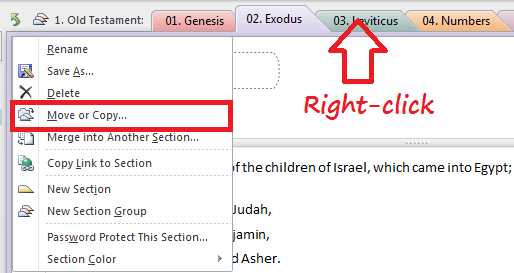 1. Old Testament: 01. Genesis 02. Exodus 03. Leviticus 04. Numbers
Right-click
Rename
Save As...
Delete
Move or Copy...
Merge into Another Section...
Copy Link to Section
New Section
New Section Group
Password Protect This Section...
Section Color
of the children of Israel, which came into Egypt;
Judah,
jamin,
d Asher.